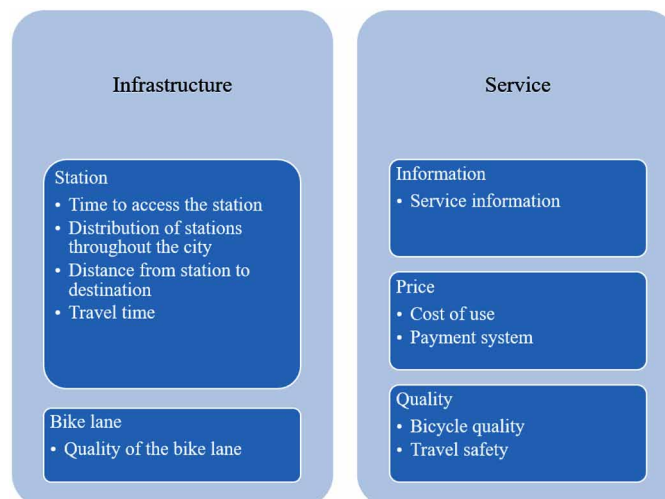 Infrastructure
Station
• Time to access the station
• Distribution of stations
throughout the city
• Distance from station to
destination
• Travel time
Bike lane
• Quality of the bike lane
Service
Information
• Service information
Price
• Cost of use
• Payment system
Quality
• Bicycle quality
• Travel safety